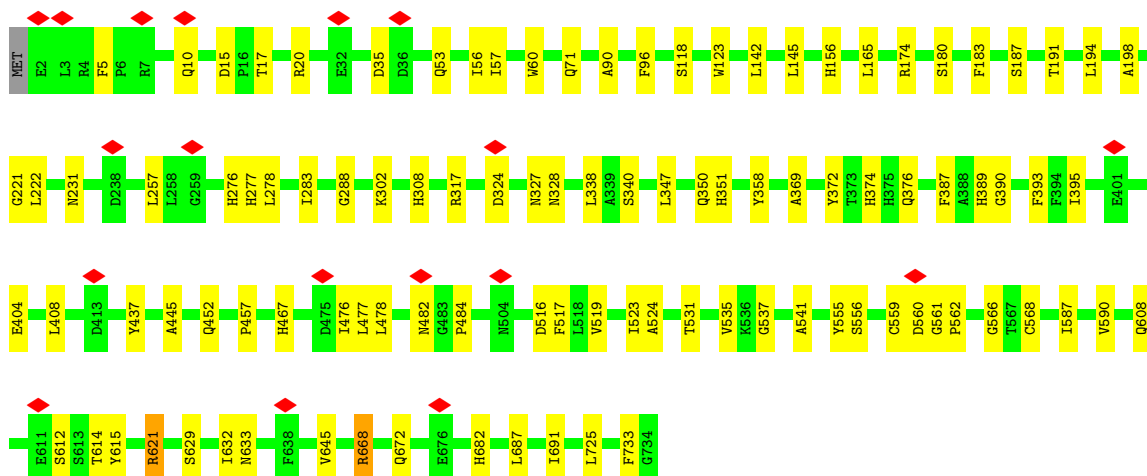 MET E2 L3 R4 F5 P6 R7 Q10 D15 P16 T17 R20 E32 D35 D36 Q53 I56 I57 W60 Q71 A90 F96 S118 W123 L142 L145 H156 L165 R174 S180 F183 S187 T191 L194 A198
G221 L222 N231 D238 L257 L258 G259 H276 H277 L278 I283 G288 K302 H308 R317 D324 N327 N328 L338 A339 S340 L347 Q350 H351 Y358 A369 Y372 T373 H374 H375 Q376 F387 A388 H389 G390 F393 F394 I395 E401
E404 L408 D413 Y437 A445 Q452 P457 H467 D475 I476 L477 L478 N482 G483 P484 N504 D516 F517 L518 V519 I523 A524 T531 V535 K536 G537 A541 Y555 S556 G559 D560 G561 P562 G566 T567 C568 I587 V590 Q608
E611 S612 S613 T614 Y615 R621 S629 I632 N633 F638 V645 R668 Q672 E676 H682 L687 I691 L725 F733 G734